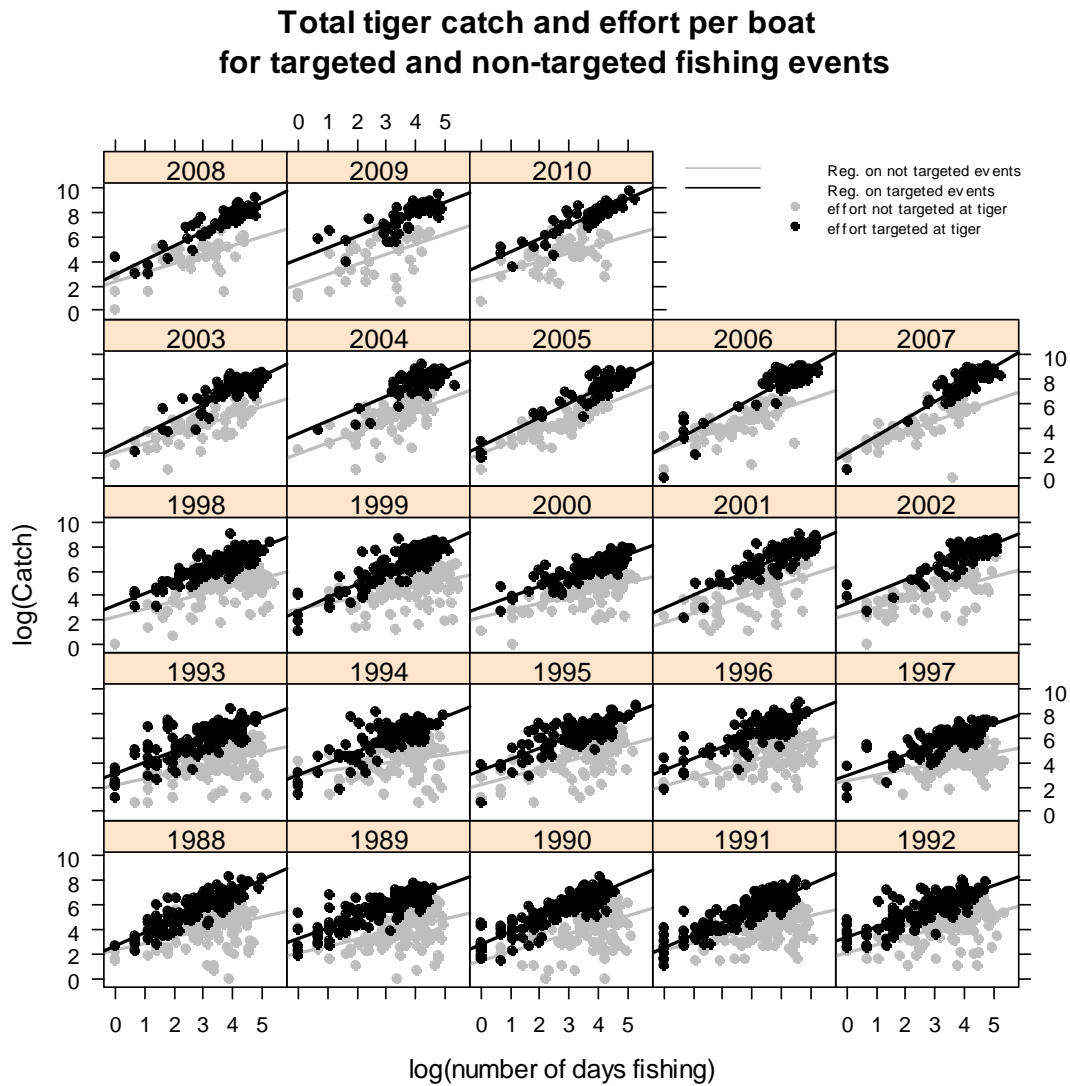 Total tiger catch and effort per boat
for targeted and non-targeted fishing events
0 1 2 3 4 5
Reg. on not targeted events
Reg. on targeted events
effort not targeted at tiger
effort targeted at tiger
2008 2009 2010
10
8
6
4
2
0
2003 2004 2005 2006 2007
10
8
6
4
2
0
1998 1999 2000 2001 2002
10
8
6
4
2
0
1993 1994 1995 1996 1997
10
8
6
4
2
0
1988 1989 1990 1991 1992
10
8
6
4
2
0
log(Catch)
0 1 2 3 4 5 0 1 2 3 4 5 0 1 2 3 4 5
log(number of days fishing)